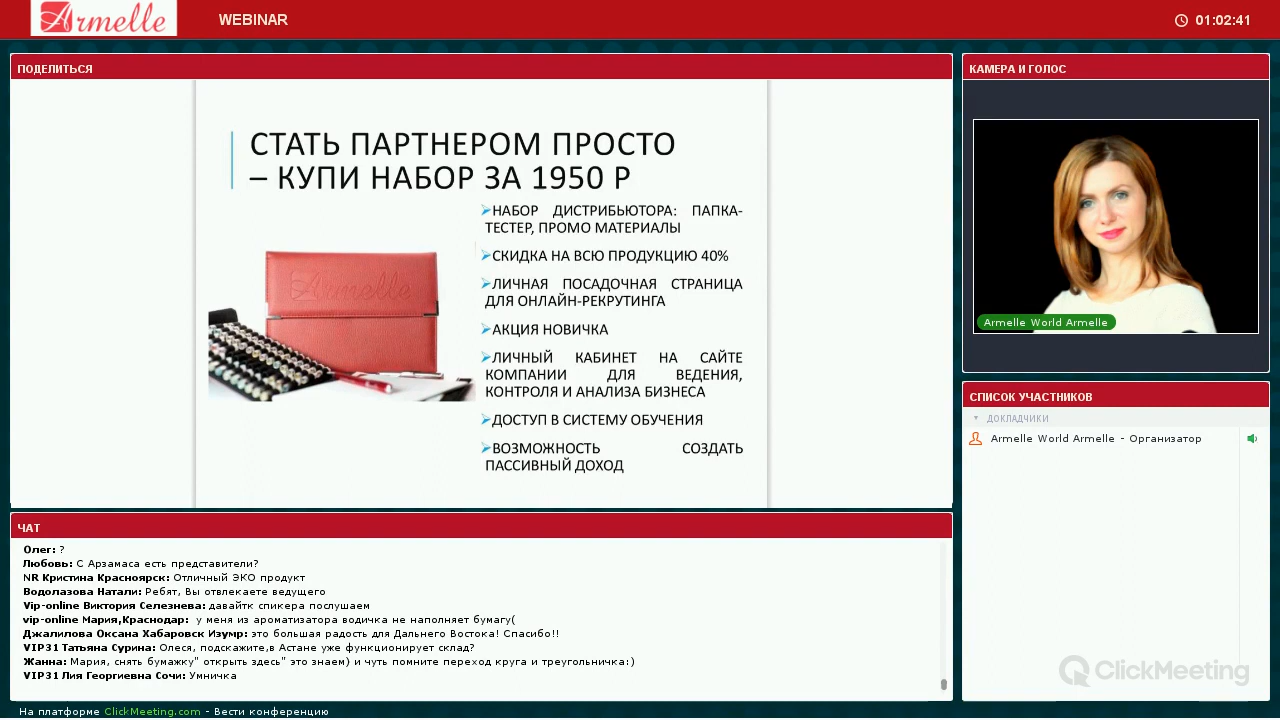 Armelle
WEBINAR
01:02:41
ПОДЕЛИТЬСЯ
СТАТЬ ПАРТНЕРОМ ПРОСТО
– КУПИ НАБОР ЗА 1950 Р
НАБОР ДИСТРИБЬЮТОРА: ПАПКА-
ТЕСТЕР, ПРОМО МАТЕРИАЛЫ
СКИДКА НА ВСЮ ПРОДУКЦИЮ 40%
ЛИЧНАЯ ПОСАДОЧНАЯ СТРАНИЦА
ДЛЯ ОНЛАЙН-РЕКРУТИНГА
АКЦИЯ НОВИЧКА
ЛИЧНЫЙ КАБИНЕТ НА САЙТЕ
КОМПАНИИ ДЛЯ ВЕДЕНИЯ,
КОНТРОЛЯ И АНАЛИЗА БИЗНЕСА
ДОСТУП В СИСТЕМУ ОБУЧЕНИЯ
ВОЗМОЖНОСТЬ СОЗДАТЬ
ПАССИВНЫЙ ДОХОД
Armelle
КАМЕРА И ГОЛОС
Armelle World Armelle
СПИСОК УЧАСТНИКОВ
ДОКЛАДЧИКИ
Armelle World Armelle - Организатор
ClickMeeting
ЧАТ
Олег: ?
Любовь: С Арзамаса есть представители?
NR Кристина Красноярск: Отличный ЭКО продукт
Водолазова Натали: Ребят, Вы отвлекаете ведущего
Vip-online Виктория Селезнева: давайтк спикера послушаем
vip-online Мария,Краснодар: у меня из ароматизатора водичка не наполняет бумагу(
Джалилова Оксана Хабаровск Изумр: это большая радость для Дальнего Востока! Спасибо!!
VIP31 Татьяна Сурина: Олеся, подскажите,в Астане уже функционирует склад?
Жанна: Мария, снять бумажку" открыть здесь" это знаем) и чуть помните переход круга и треугольничка:)
VIP31 Лия Георгиевна Сочи: Умничка
На платформе ClickMeeting.com - Вести конференцию